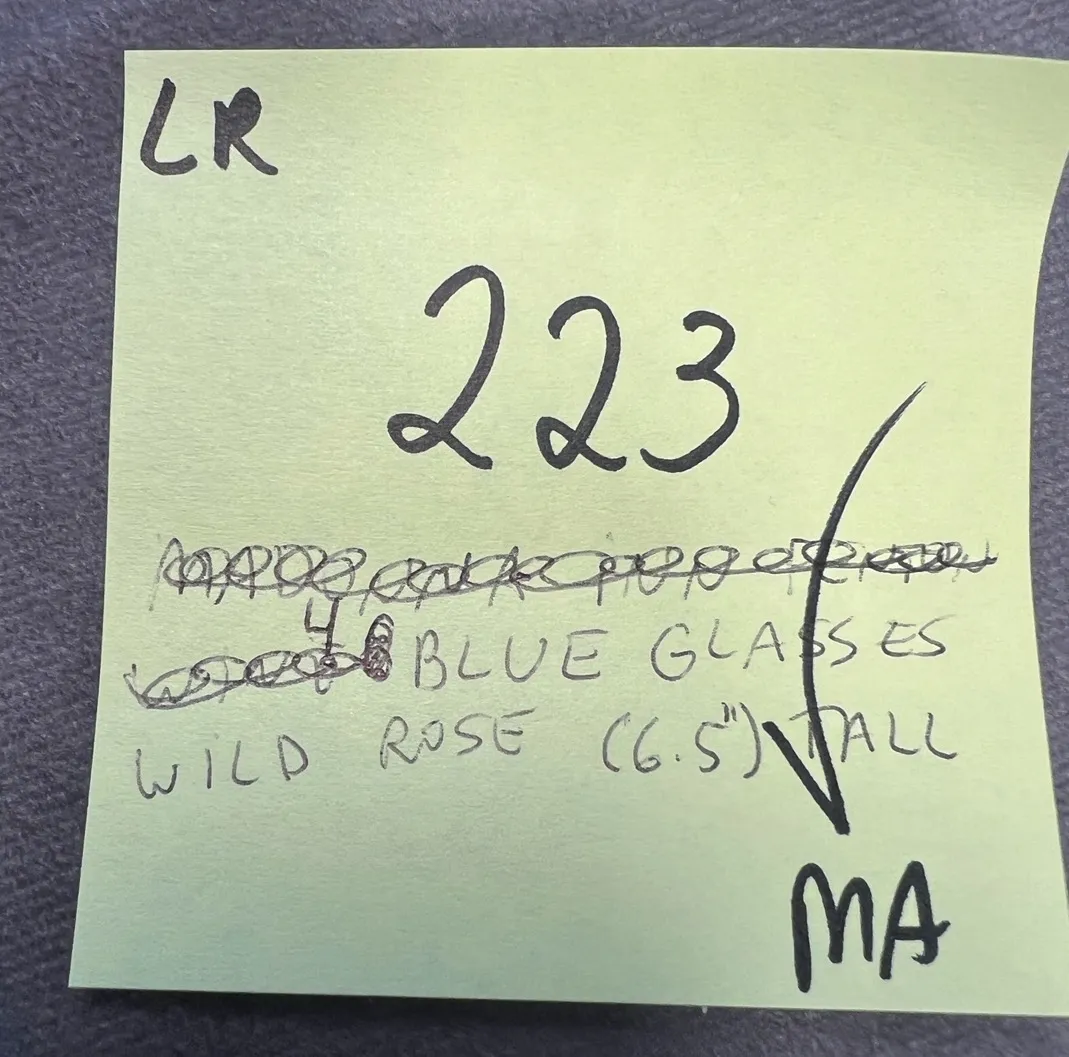 LR
223
4 BLUE GLASSES
WILD ROSE (6.5") TALL
MA